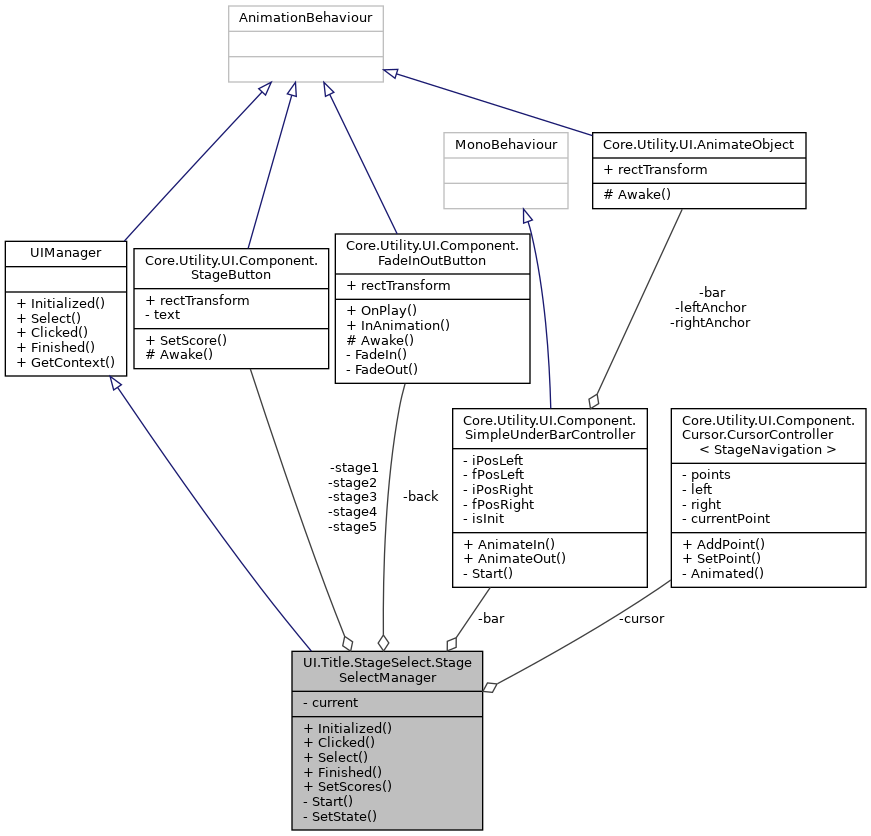 AnimationBehaviour
MonoBehaviour
Core.Utility.UI.AnimateObject
+ rectTransform
# Awake()
UIManager
+ Initialized()
+ Select()
+ Clicked()
+ Finished()
+ GetContext()
Core.Utility.UI.Component.
StageButton
+ rectTransform
- text
+ SetScore()
# Awake()
Core.Utility.UI.Component.
FadeInOutButton
+ rectTransform
+ OnPlay()
+ InAnimation()
# Awake()
- FadeIn()
- FadeOut()
-bar
-leftAnchor
-rightAnchor
Core.Utility.UI.Component.
SimpleUnderBarController
- iPosLeft
- fPosLeft
- iPosRight
- fPosRight
- isInit
+ AnimateIn()
+ AnimateOut()
- Start()
Core.Utility.UI.Component.
Cursor.CursorController
< StageNavigation >
- points
- left
- right
- currentPoint
+ AddPoint()
+ SetPoint()
- Animated()
-stage1
-stage2
-stage3
-stage4
-stage5
-back
-bar
-cursor
UI.Title.StageSelect.Stage
SelectManager
- current
+ Initialized()
+ Clicked()
+ Select()
+ Finished()
+ SetScores()
- Start()
- SetState()